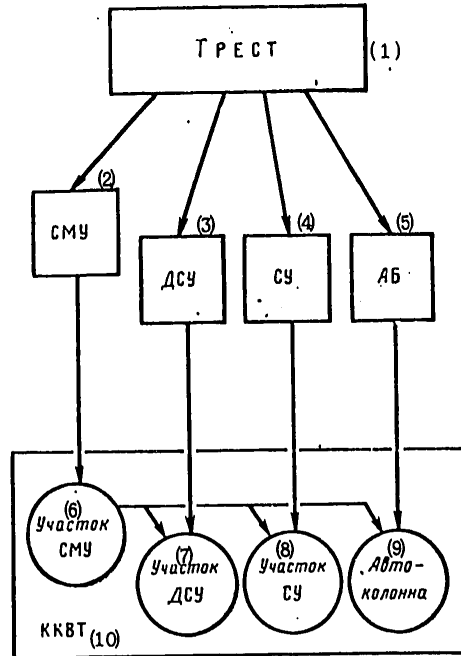 ТРЕСТ (1)
(2)
СМУ
(3)
ДСУ
(4)
СУ
(5)
АБ
(6)
Участок
СМУ
(7)
Участок
ДСУ
(8)
Участок
СУ
(9)
Авто-
колонна
ККВТ (10)